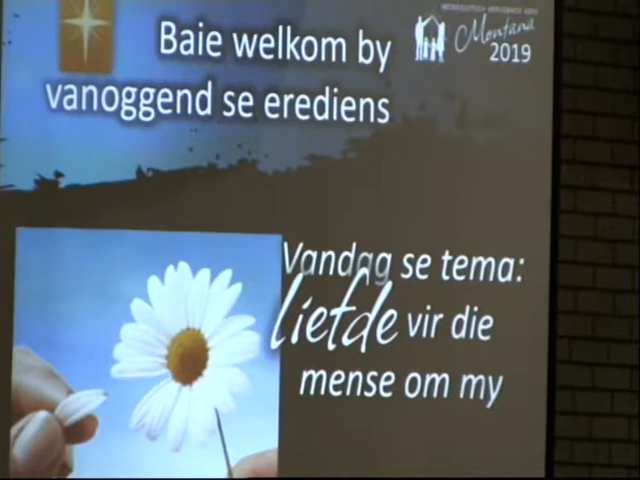 Baie welkom by
vanoggend se erediens
Montana
2019
Vandag se tema:
liefde vir die
mense om my